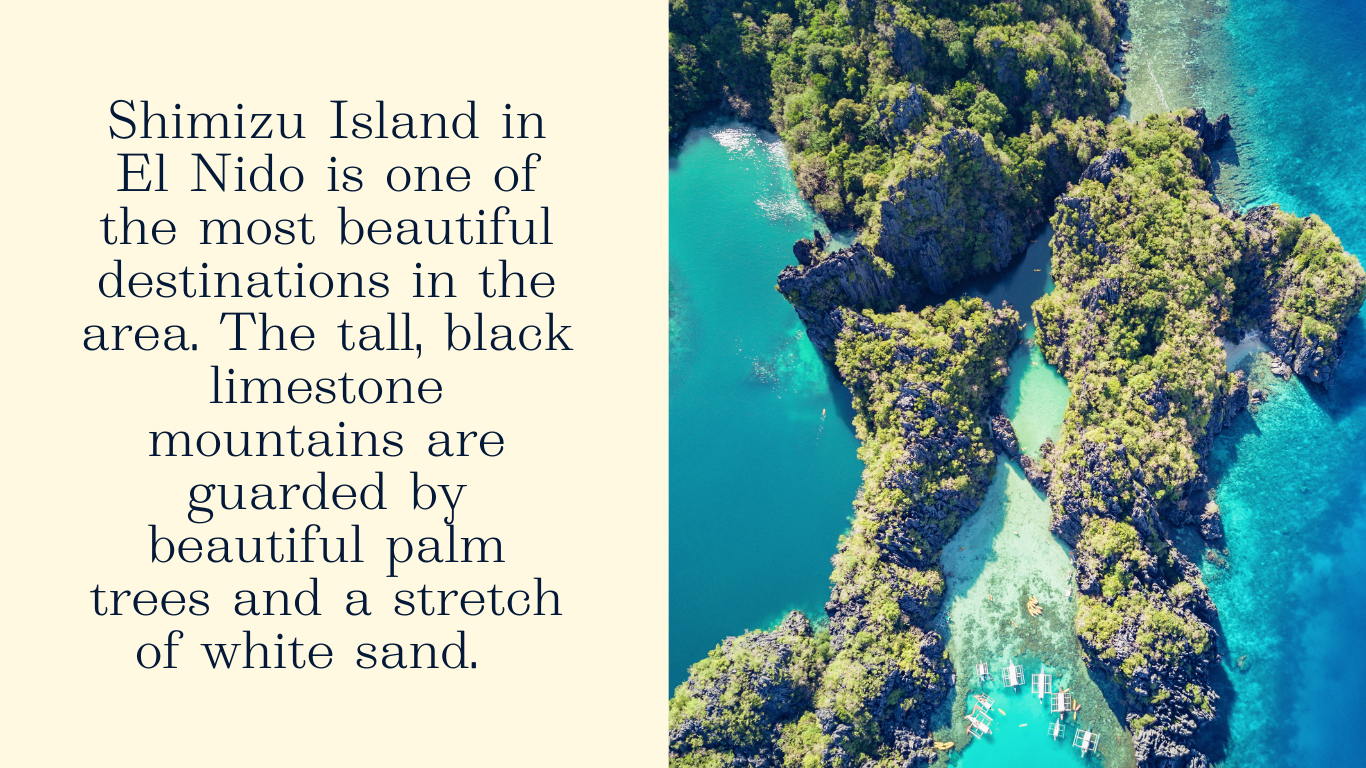 Shimizu Island in
El Nido is one of
the most beautiful
destinations in the
area. The tall, black
limestone
mountains are
guarded by
beautiful palm
trees and a stretch
of white sand.